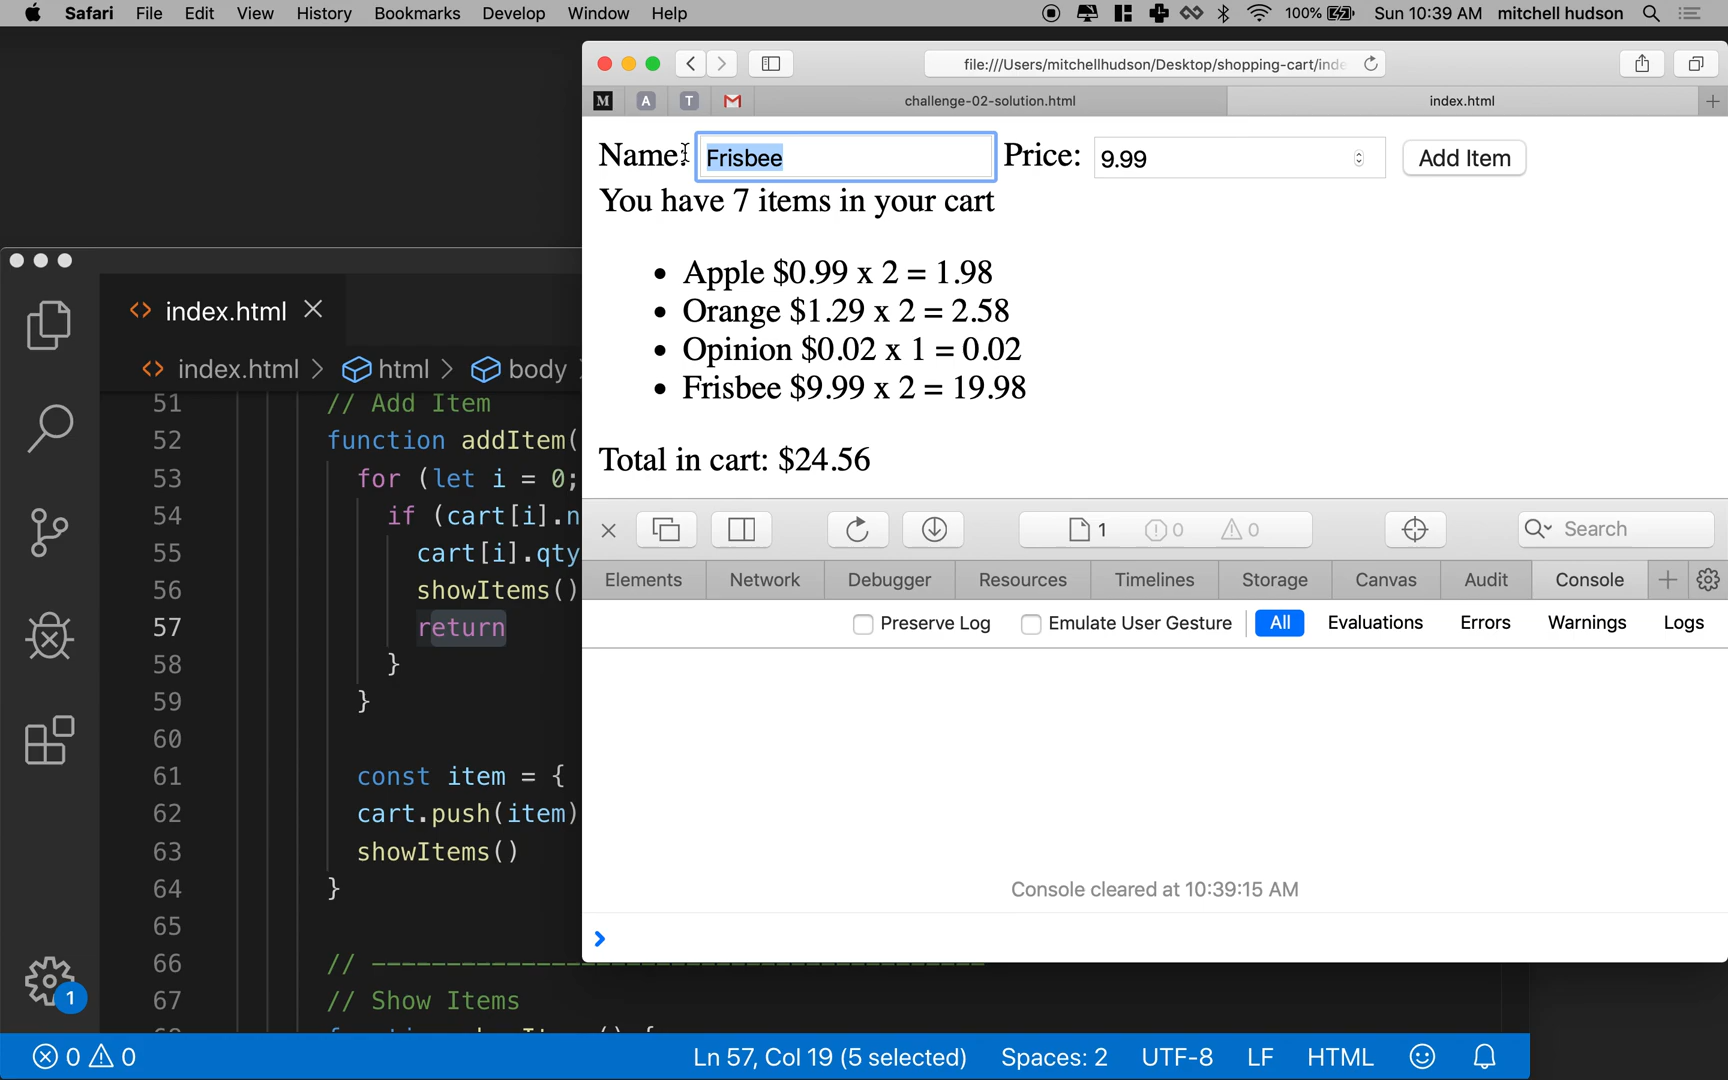 Safari File Edit View History Bookmarks Develop Window Help 100% Sun 10:39 AM mitchell hudson
file:///Users/mitchellhudson/Desktop/shopping-cart/inde
M A T challenge-02-solution.html index.html
Name: Frisbee Price: 9.99 Add Item
You have 7 items in your cart
• Apple $0.99 x 2 = 1.98
• Orange $1.29 x 2 = 2.58
• Opinion $0.02 x 1 = 0.02
• Frisbee $9.99 x 2 = 19.98
Total in cart: $24.56
1 0 0 Search
Elements Network Debugger Resources Timelines Storage Canvas Audit Console
Preserve Log Emulate User Gesture All Evaluations Errors Warnings Logs
Console cleared at 10:39:15 AM
index.html
index.html > html > body
51 // Add Item
52 function addItem(
53 for (let i = 0;
54 if (cart[i].n
55 cart[i].qty
56 showItems()
57 return
58 }
59 }
60
61 const item = {
62 cart.push(item)
63 showItems()
64 }
65
66 // -----------------------------------------
67 // Show Items
1
0 0 Ln 57, Col 19 (5 selected) Spaces: 2 UTF-8 LF HTML